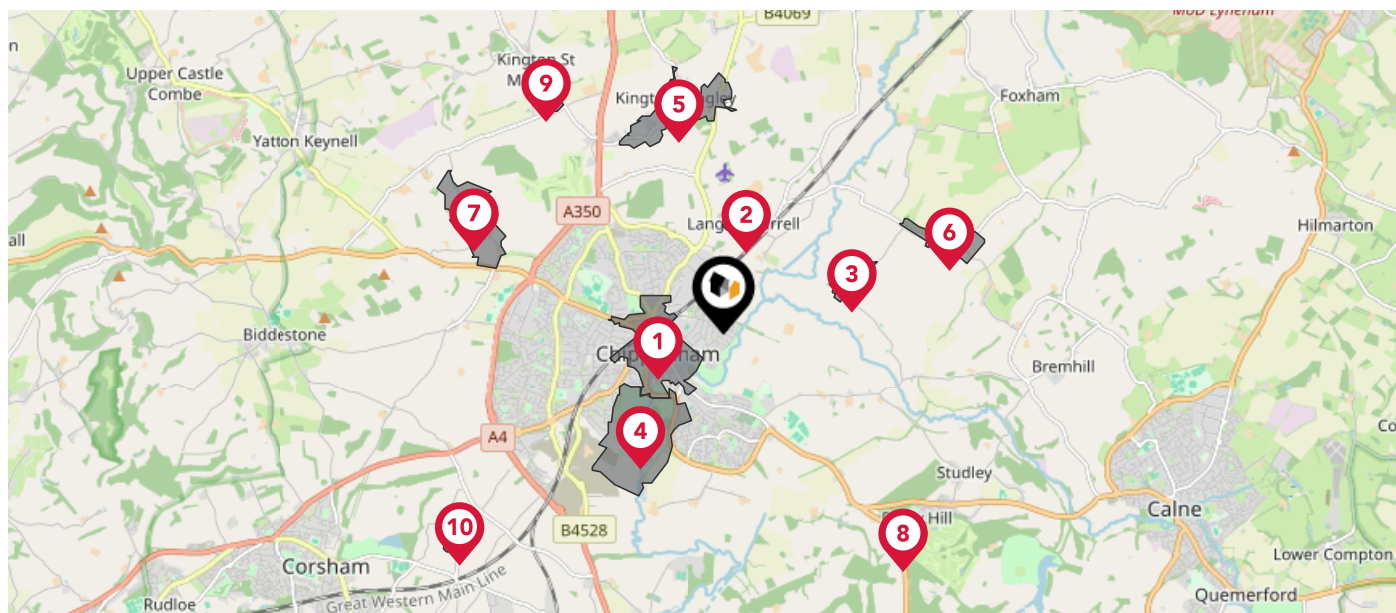 B4069
MoD Lyneham
n
Kington St
M
9
Upper Castle
Combe
5
Foxham
Yatton Keynell
A350
7
2
6
Hilmarton
all
3
Biddestone
1
Bremhill
4
A4
Co
Studley
10
B4528
8
Hill
Calne
Corsham
Lower Compton
Great Western Main Line
Quemerford
Rudloe